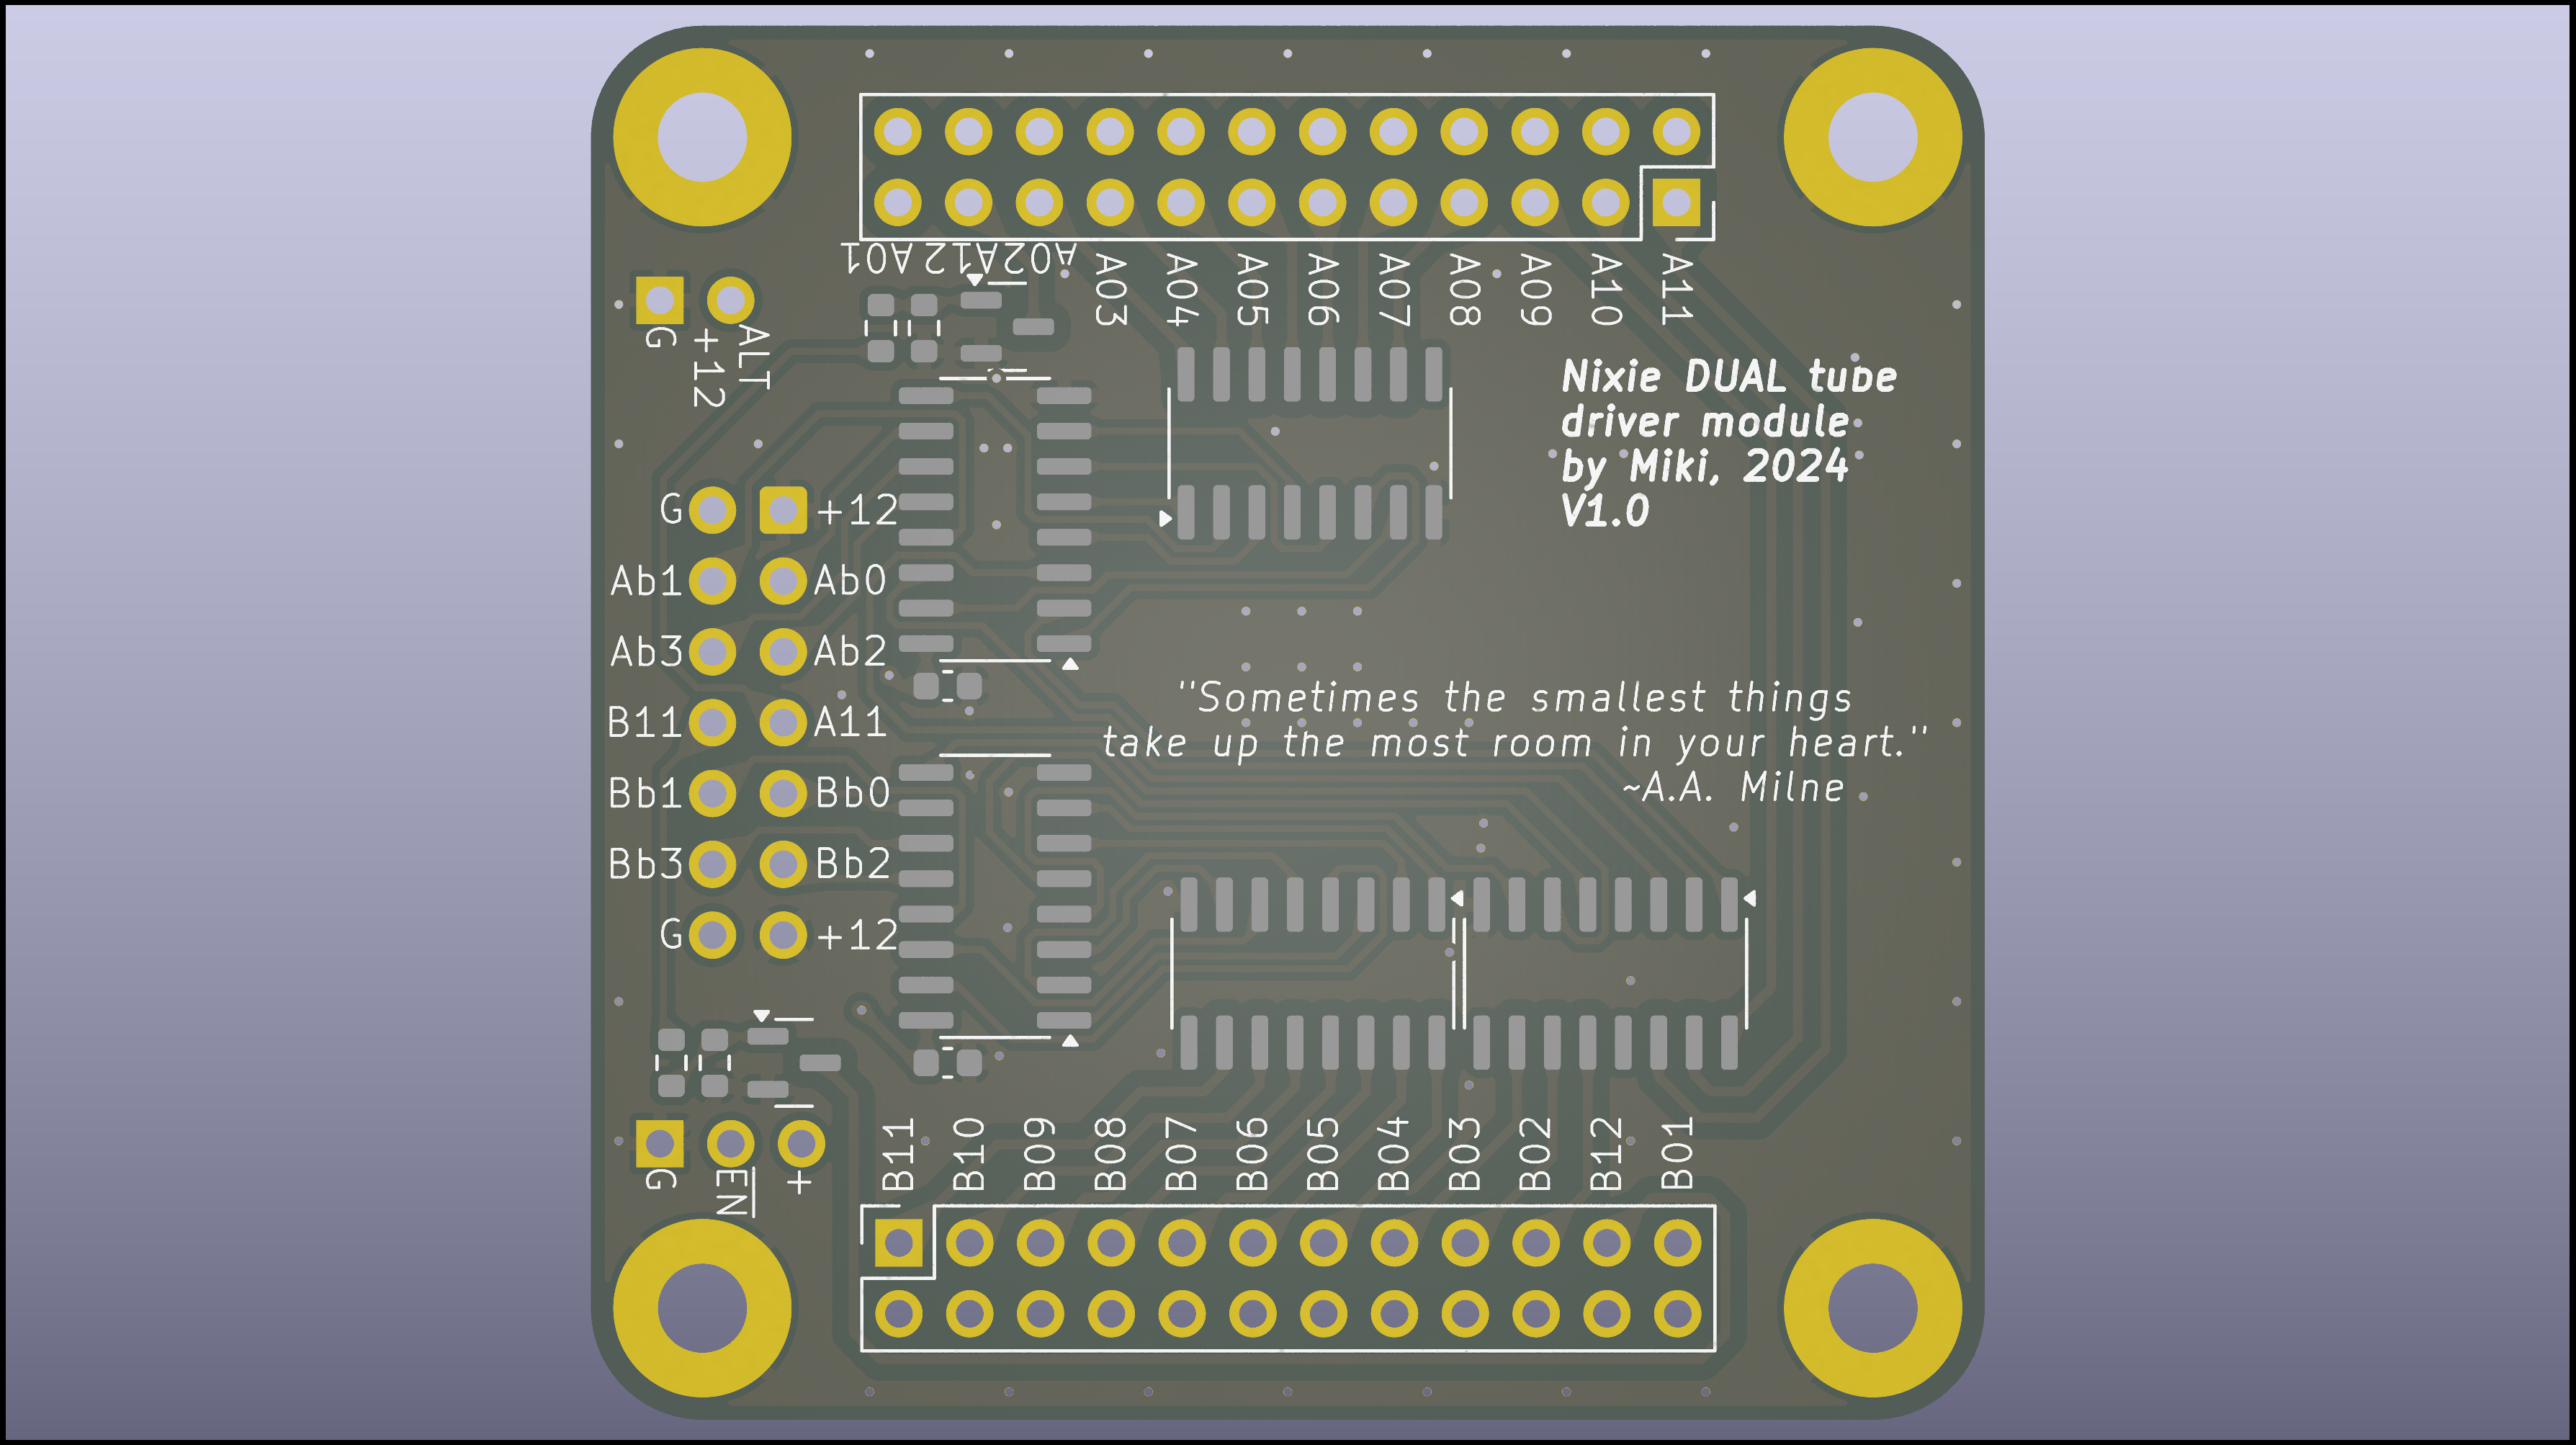 A01 A12 A02 A03 A04 A05 A06 A07 A08 A09 A10 A11
G +12 ALT
Nixie DUAL tube
driver module
by Miki, 2024
V1.0
G +12
Ab1 Ab0
Ab3 Ab2
B11 A11
Bb1 Bb0
Bb3 Bb2
G +12
"Sometimes the smallest things
take up the most room in your heart."
~A.A. Milne
G EN +
B11 B10 B09 B08 B07 B06 B05 B04 B03 B02 B12 B01